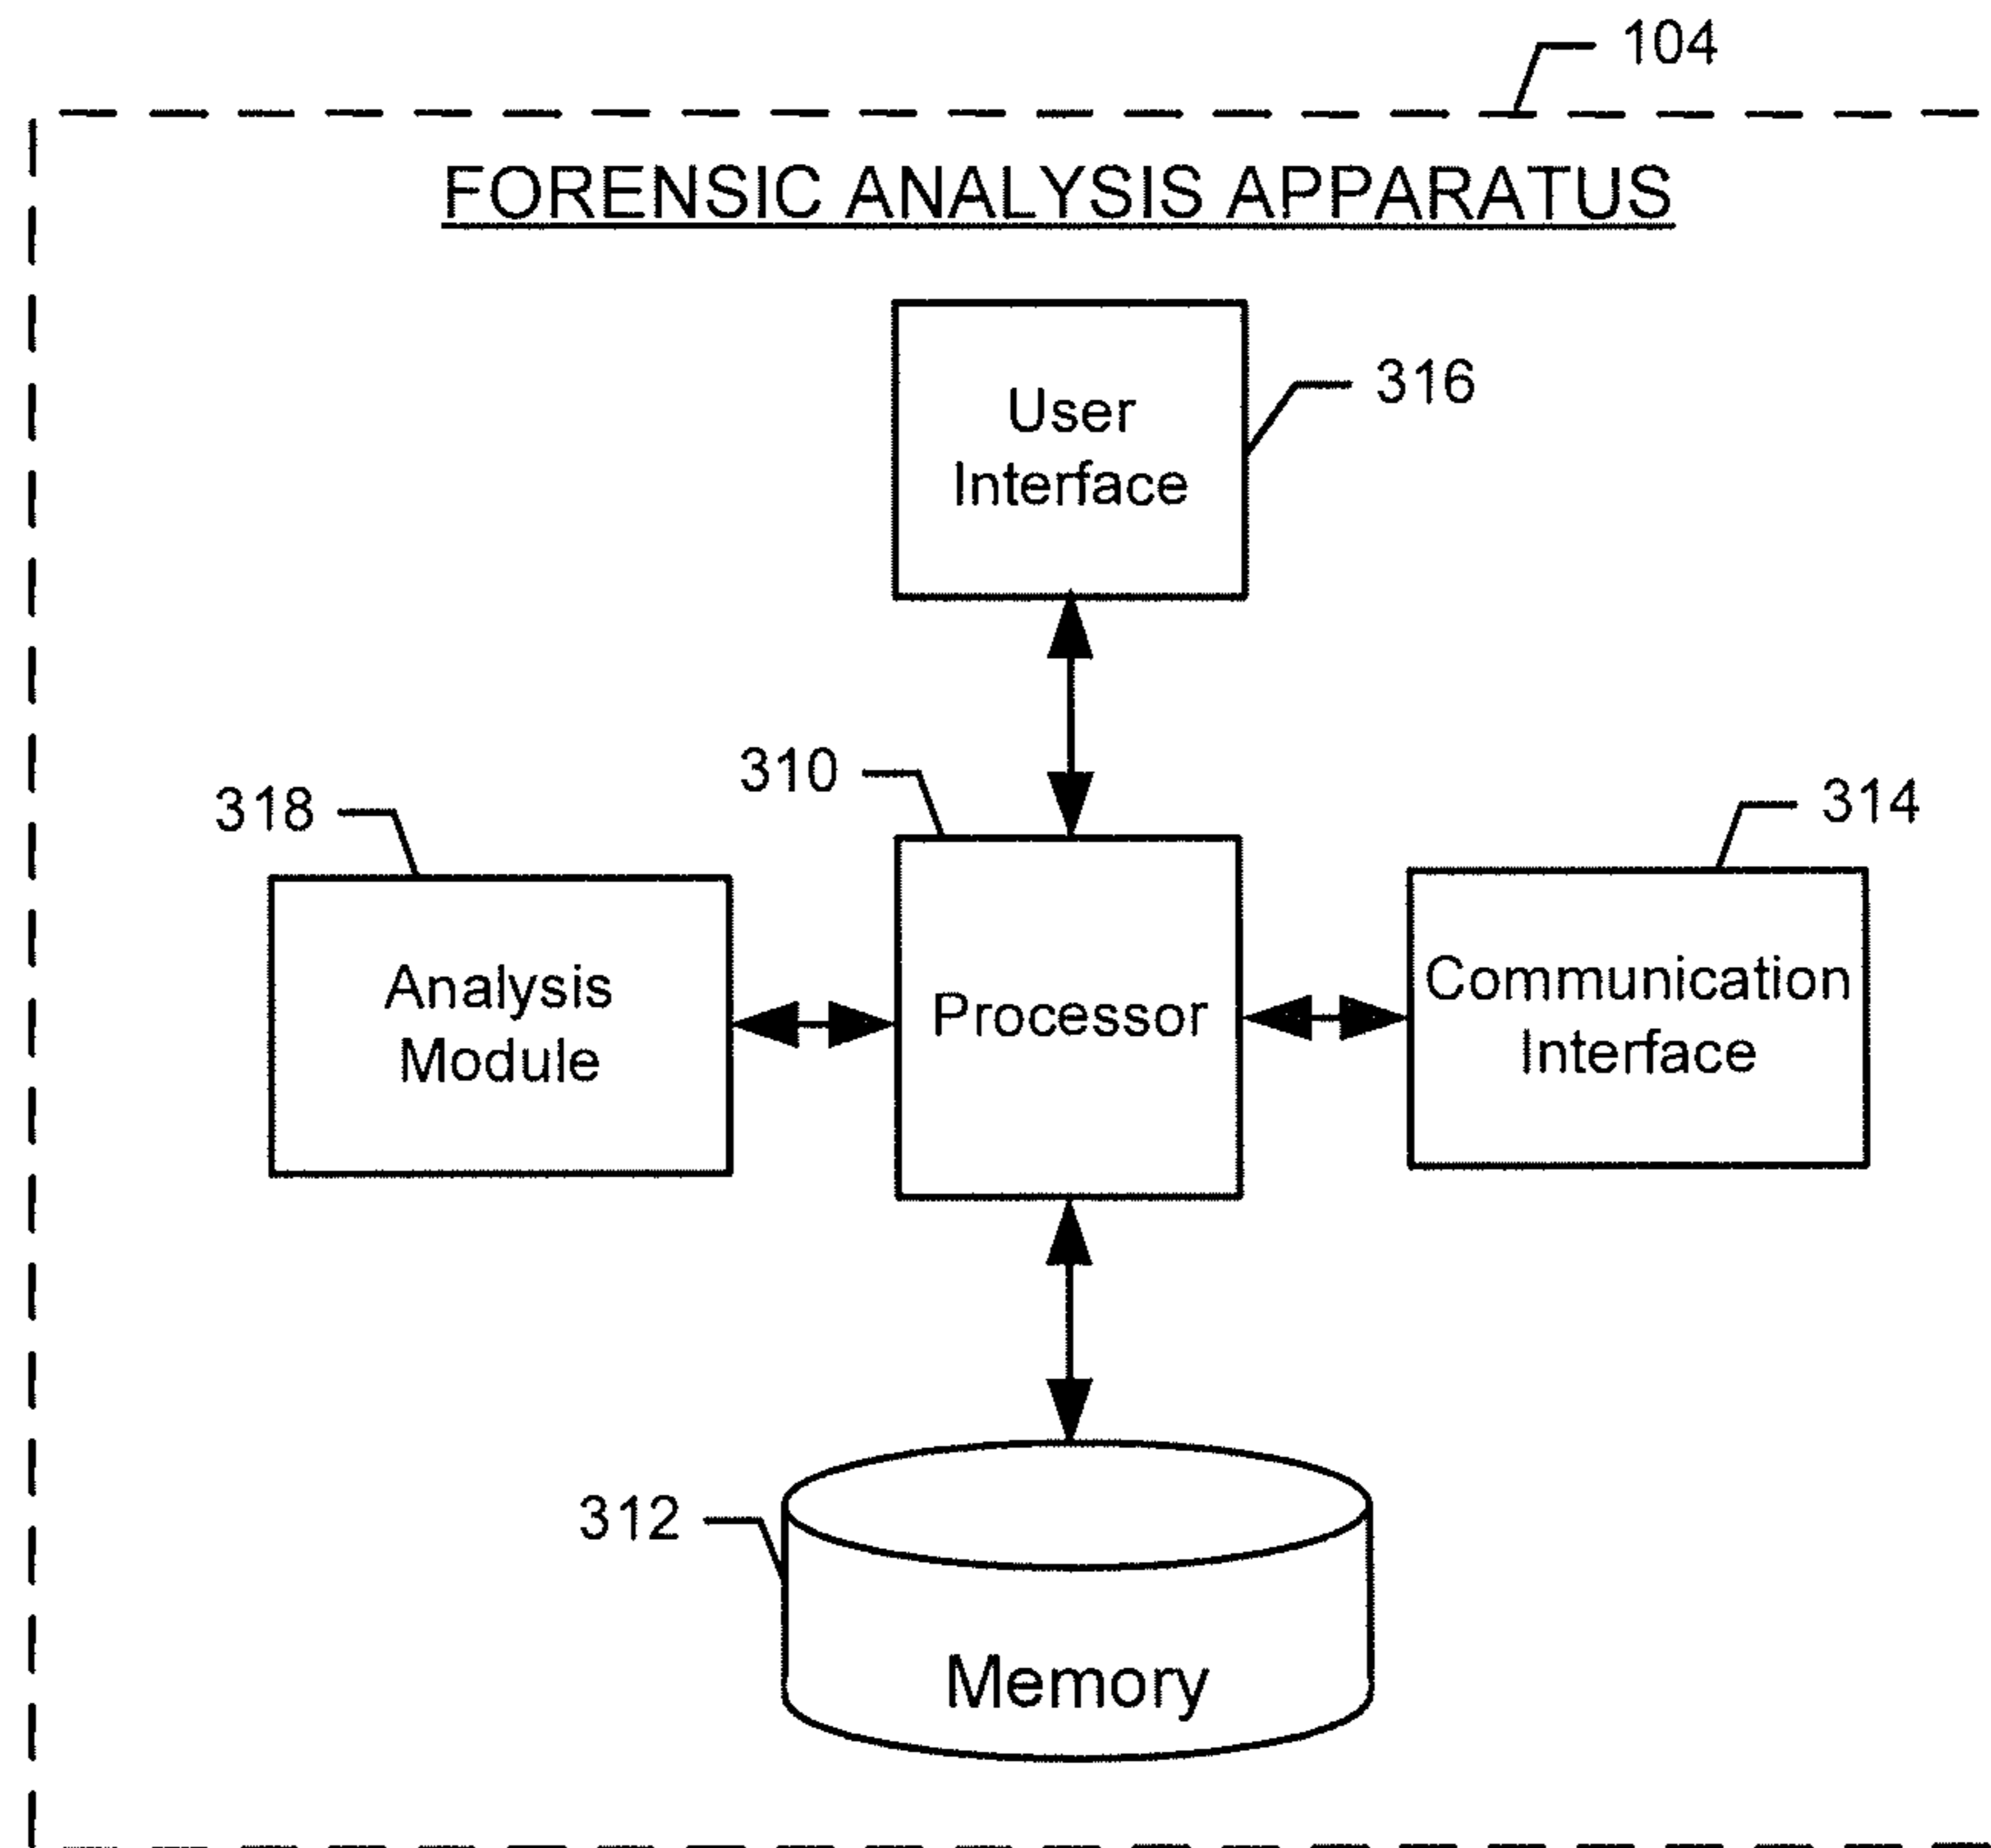 104
FORENSIC ANALYSIS APPARATUS
User
Interface
316
310
318
314
Analysis
Module
Processor
Communication
Interface
312
Memory